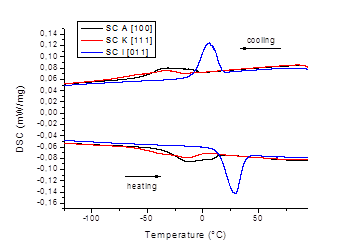 0,14
0,12
0,10
0,08
0,06
0,04
0,02
0,00
-0,02
-0,04
-0,06
-0,08
-0,10
-0,12
-0,14
-0,16
DSC (mW/mg)
SC A [100]
SC K [111]
SC I [011]
cooling
heating
-100
-50
0
50
Temperature (°C)